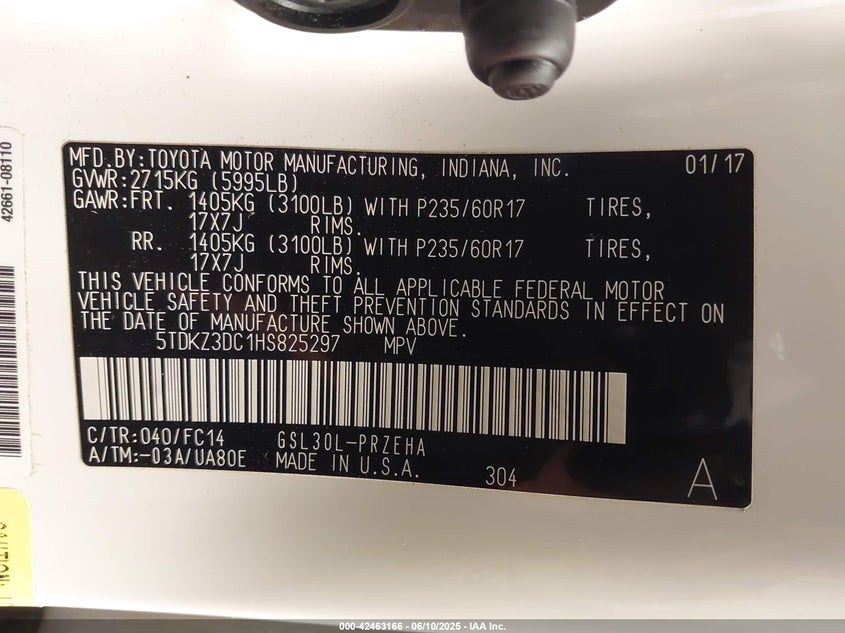 MFD.BY:TOYOTA MOTOR MANUFACTURING, INDIANA, INC. 01/17
GVWR:2715KG (5995LB)
GAWR:FRT. 1405KG (3100LB) WITH P235/60R17 TIRES,
17X7J RIMS.
RR. 1405KG (3100LB) WITH P235/60R17 TIRES,
17X7J RIMS.
THIS VEHICLE CONFORMS TO ALL APPLICABLE FEDERAL MOTOR
VEHICLE SAFETY AND THEFT PREVENTION STANDARDS IN EFFECT ON
THE DATE OF MANUFACTURE SHOWN ABOVE.
5TDKZ3DC1HS825297 MPV
C/TR:040/FC14 GSL30L-PRZEHA
A/TM:-03A/UA80E MADE IN U.S.A. 304 A
42661-08110
000-42463166 - 06/10/2025 - IAA Inc.